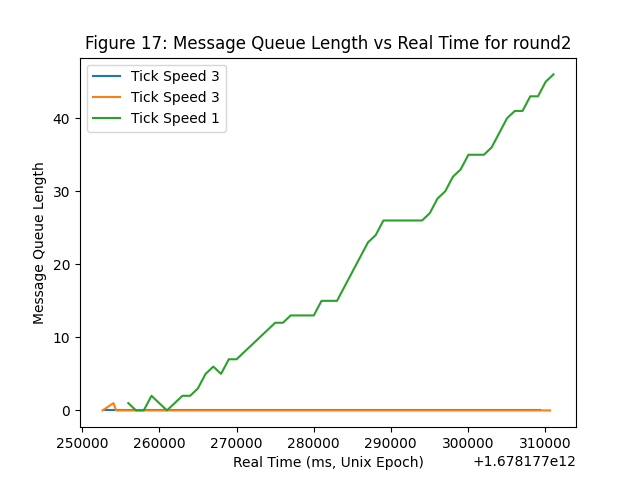 Figure 17: Message Queue Length vs Real Time for round2
Tick Speed 3
Tick Speed 3
Tick Speed 1
Message Queue Length
40
30
20
10
0
250000 260000 270000 280000 290000 300000 310000
Real Time (ms, Unix Epoch)
+1.678177e12